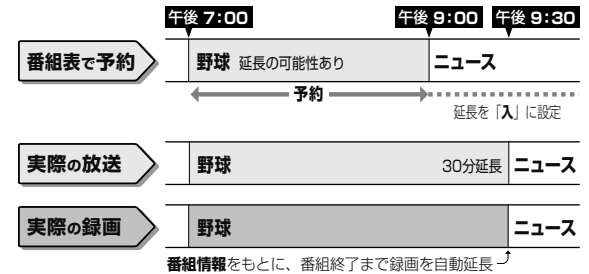 午後 7:00 午後 9:00 午後 9:30
番組表で予約 野球 延長の可能性あり ニュース
予約
延長を「入」に設定
実際の放送 野球 30分延長 ニュース
実際の録画 野球 ニュース
番組情報をもとに、番組終了まで録画を自動延長